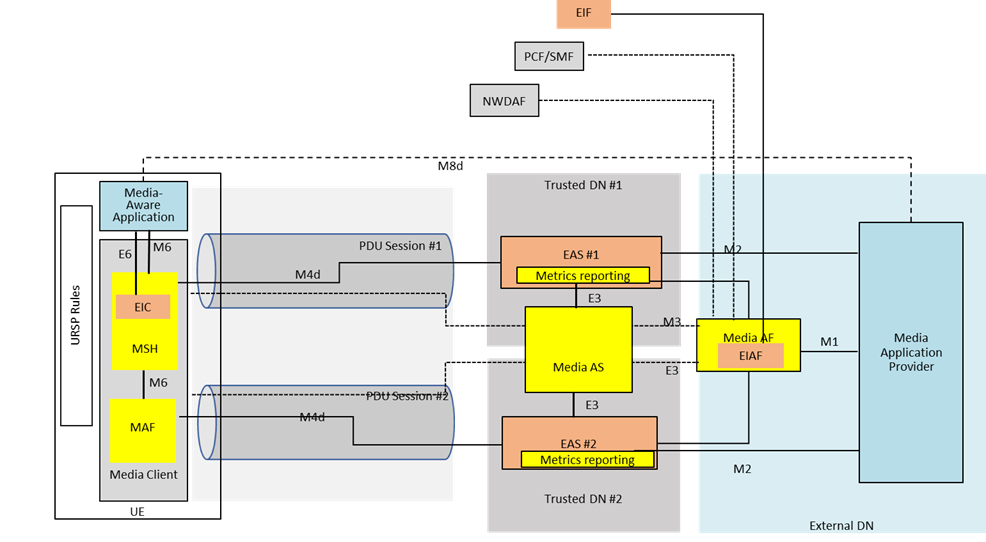 EIF
PCF/SMF
NWDAF
M8d
Media-
Aware
Application
Trusted DN #1
E6
M6
PDU Session #1
EAS #1
M2
M4d
Metrics reporting
EIC
E3
URSP Rules
MSH
M3
Media AF
Media AS
EIAF
M1
Media
Application
Provider
E3
M6
PDU Session #2
E3
M4d
MAF
EAS #2
Metrics reporting
M2
Media Client
Trusted DN #2
UE
External DN